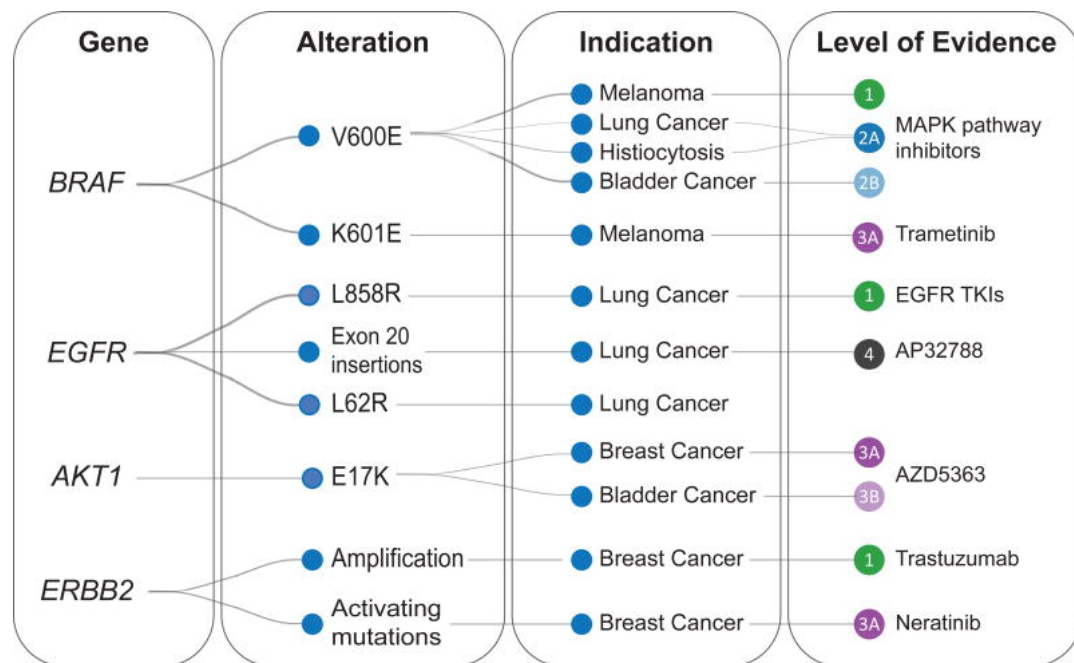 Gene
Alteration
Indication
Level of Evidence
BRAF
V600E
Melanoma
1
Lung Cancer
Histiocytosis
2A
MAPK pathway
inhibitors
Bladder Cancer
2B
K601E
Melanoma
3A
Trametinib
EGFR
L858R
Lung Cancer
1
EGFR TKIs
Exon 20
insertions
Lung Cancer
4
AP32788
L62R
Lung Cancer
AKT1
E17K
Breast Cancer
3A
AZD5363
Bladder Cancer
3B
ERBB2
Amplification
Breast Cancer
1
Trastuzumab
Activating
mutations
Breast Cancer
3A
Neratinib